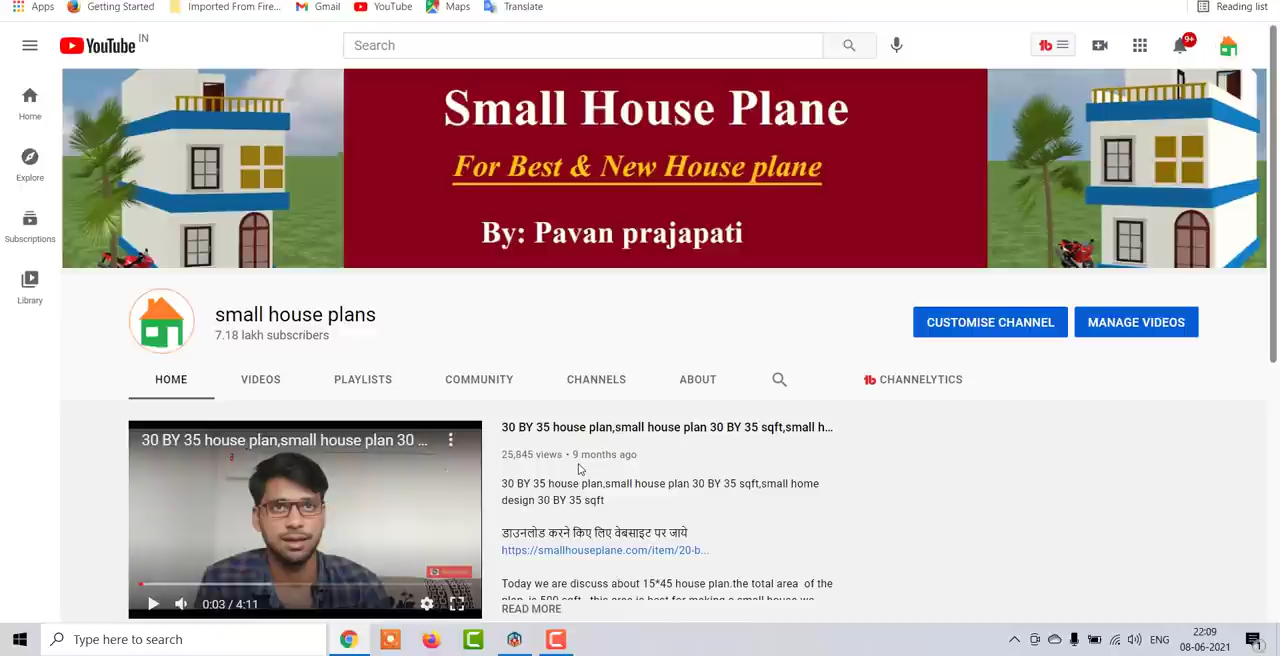 Apps Getting Started Imported From Fire... Gmail YouTube Maps Translate Reading list
YouTube IN Search 9+
Small House Plane
For Best & New House plane
By: Pavan prajapati
Home
Explore
Subscriptions
Library
small house plans
7.18 lakh subscribers
CUSTOMISE CHANNEL MANAGE VIDEOS
HOME VIDEOS PLAYLISTS COMMUNITY CHANNELS ABOUT CHANNELYTICS
30 BY 35 house plan,small house plan 30 ...
0:03 / 4:11
30 BY 35 house plan,small house plan 30 BY 35 sqft,small h...
25,845 views • 9 months ago
30 BY 35 house plan,small house plan 30 BY 35 sqft,small home
design 30 BY 35 sqft
डाउनलोड करने किए लिए वेबसाइट पर जाये
https://smallhouseplane.com/item/20-b...
Today we are discuss about 15*45 house plan.the total area of the
READ MORE
Type here to search
ENG
22:09
08-06-2021
1